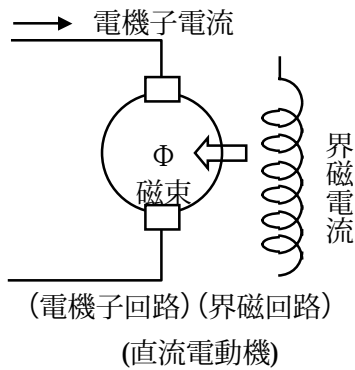 電機子電流
Φ
磁束
界磁電流
(電機子回路)(界磁回路)
(直流電動機)